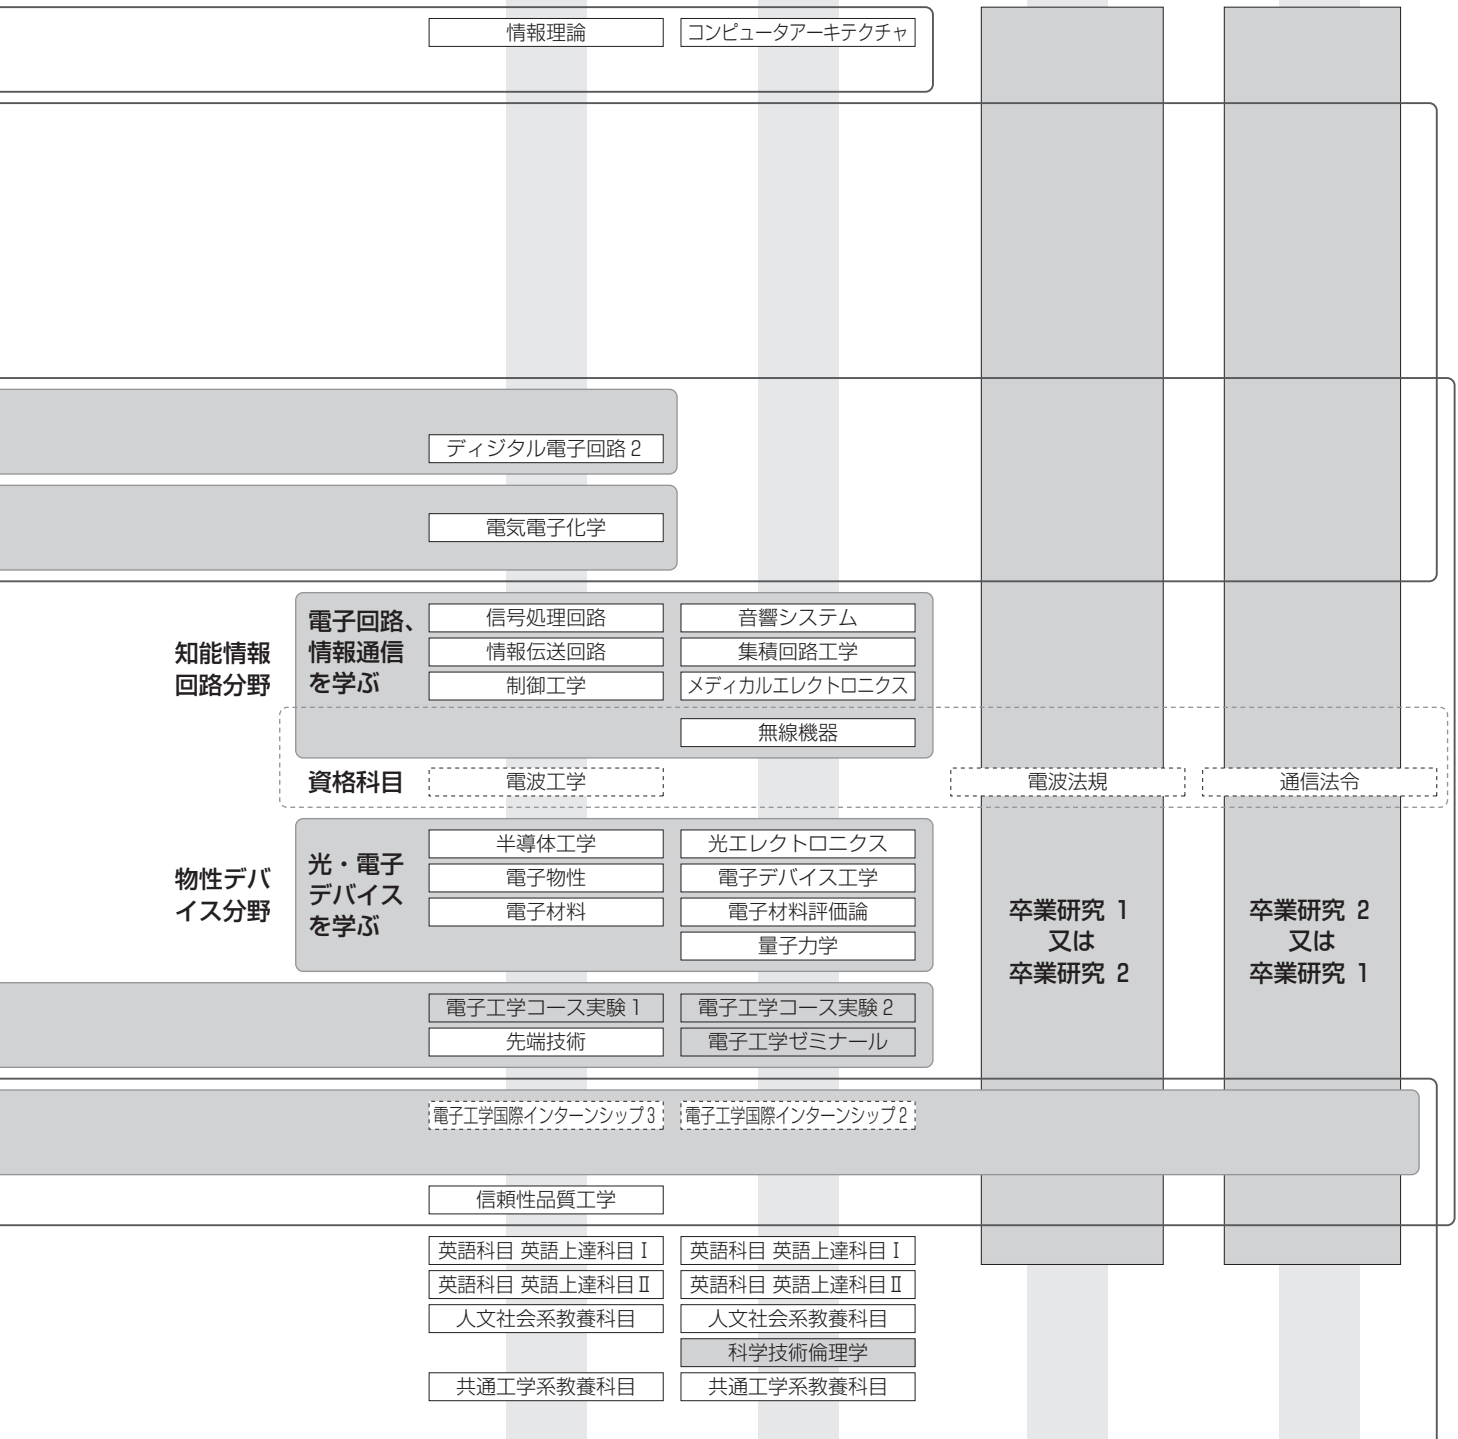 情報理論
コンピュータアーキテクチャ
ディジタル電子回路2
電気電子化学
知能情報
回路分野
電子回路、
情報通信
を学ぶ
信号処理回路
音響システム
情報伝送回路
集積回路工学
制御工学
メディカルエレクトロニクス
無線機器
資格科目
電波工学
電波法規
通信法令
物性デバ
イス分野
光・電子
デバイス
を学ぶ
半導体工学
光エレクトロニクス
電子物性
電子デバイス工学
電子材料
電子材料評価論
量子力学
卒業研究 1
又は
卒業研究 2
卒業研究 2
又は
卒業研究 1
電子工学コース実験1
電子工学コース実験2
先端技術
電子工学ゼミナール
電子工学国際インターンシップ3
電子工学国際インターンシップ2
信頼性品質工学
英語科目 英語上達科目Ⅰ
英語科目 英語上達科目Ⅰ
英語科目 英語上達科目Ⅱ
英語科目 英語上達科目Ⅱ
人文社会系教養科目
人文社会系教養科目
科学技術倫理学
共通工学系教養科目
共通工学系教養科目